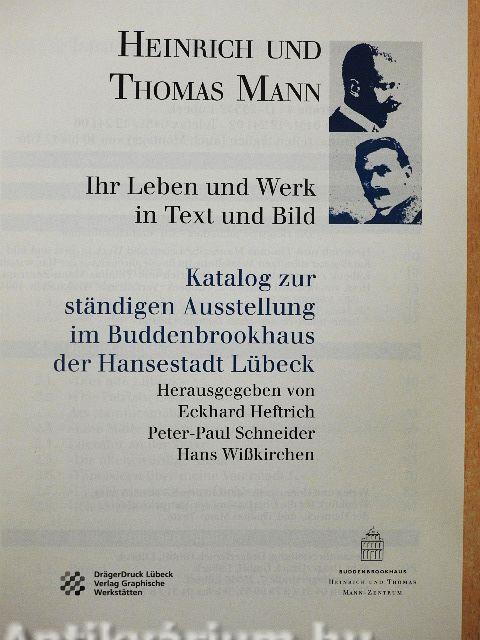 HEINRICH UND
THOMAS MANN
Ihr Leben und Werk
in Text und Bild
Katalog zur
ständigen Ausstellung
im Buddenbrookhaus
der Hansestadt Lübeck
Herausgegeben von
Eckhard Heftrich
Peter-Paul Schneider
Hans Wißkirchen
DrägerDruck Lübeck
Verlag Graphische
Werkstätten
BUDDENBROOKHAUS
HEINRICH UND THOMAS
MANN-ZENTRUM
Antikvárium.hu